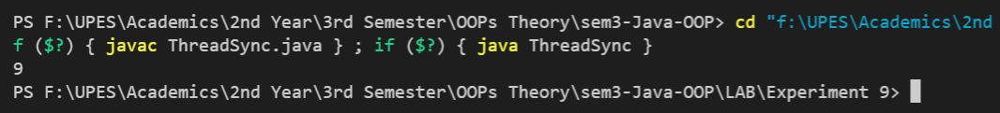 PS F:\UPES\Academics\2nd Year\3rd Semester\OOPs Theory\sem3-Java-OOP> cd "f:\UPES\Academics\2nd
f ($?) { javac ThreadSync.java } ; if ($?) { java ThreadSync }
9
PS F:\UPES\Academics\2nd Year\3rd Semester\OOPs Theory\sem3-Java-OOP\LAB\Experiment 9>